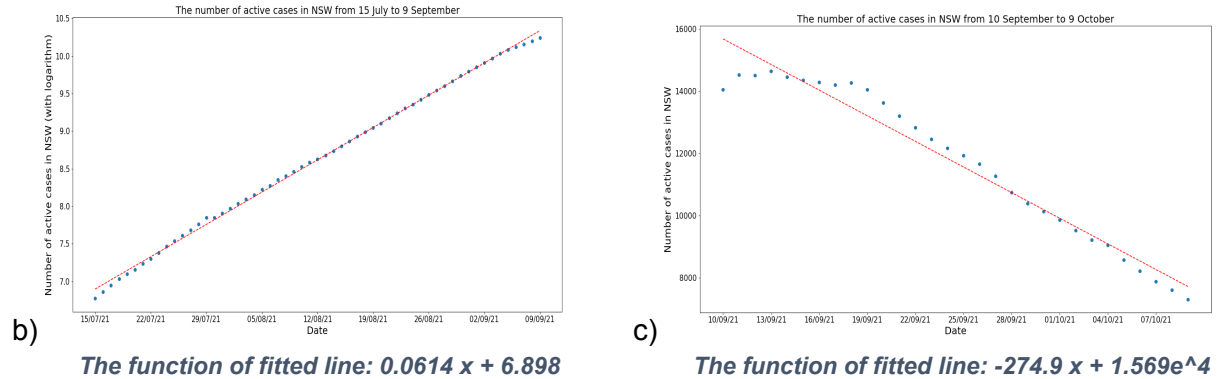 The number of active cases in NSW from 15 July to 9 September
Number of active cases in NSW (with logarithm)
10.5
10.0
9.5
9.0
8.5
8.0
7.5
7.0
15/07/21 22/07/21 29/07/21 05/08/21 12/08/21 19/08/21 26/08/21 02/09/21 09/09/21
Date
b)
The function of fitted line: 0.0614 x + 6.898
The number of active cases in NSW from 10 September to 9 October
Number of active cases in NSW
16000
14000
12000
10000
8000
10/09/21 13/09/21 16/09/21 19/09/21 22/09/21 25/09/21 28/09/21 01/10/21 04/10/21 07/10/21
Date
c)
The function of fitted line: -274.9 x + 1.569e^4